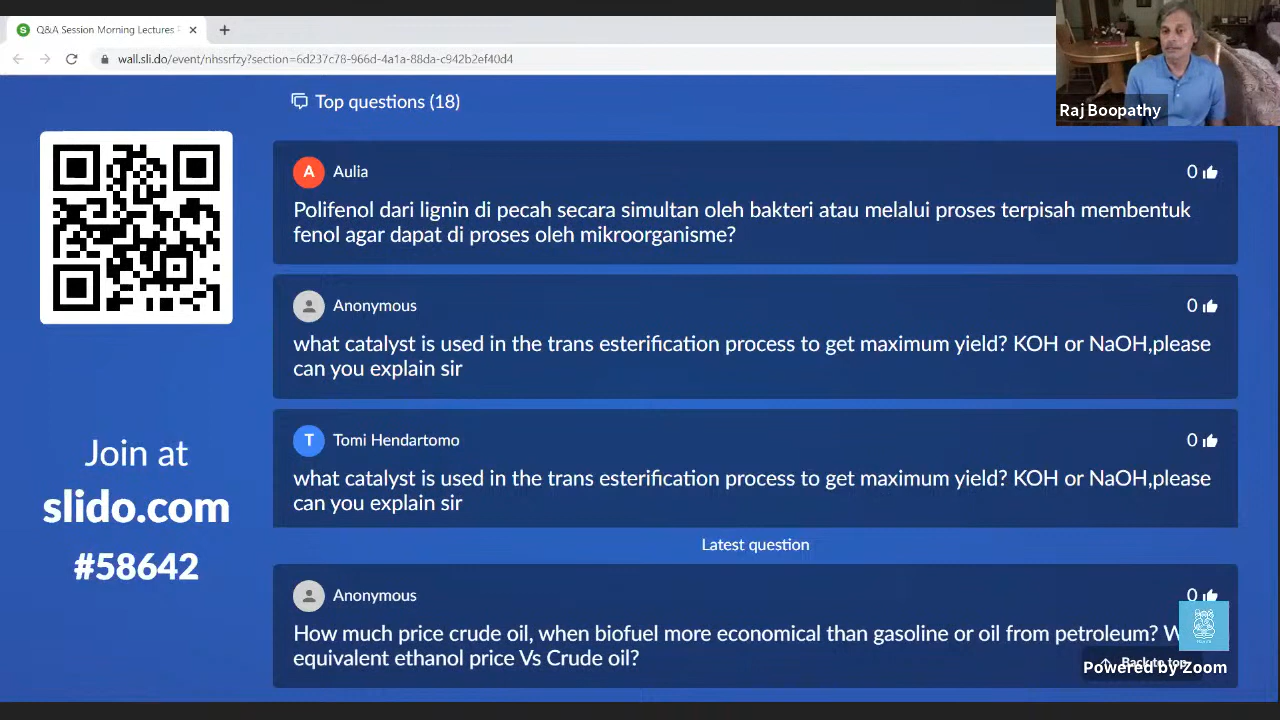 Q&A Session Morning Lectures
wall.sli.do/event/nhssrfzy?section=6d237c78-966d-4a1a-88da-c942b2ef40d4
Raj Boopathy
Top questions (18)
A Aulia 0
Polifenol dari lignin di pecah secara simultan oleh bakteri atau melalui proses terpisah membentuk
fenol agar dapat di proses oleh mikroorganisme?
Anonymous 0
what catalyst is used in the trans esterification process to get maximum yield? KOH or NaOH,please
can you explain sir
T Tomi Hendartomo 0
what catalyst is used in the trans esterification process to get maximum yield? KOH or NaOH,please
can you explain sir
Join at
slido.com
#58642
Latest question
Anonymous 0
How much price crude oil, when biofuel more economical than gasoline or oil from petroleum?
equivalent ethanol price Vs Crude oil?
Back to top
Powered by Zoom